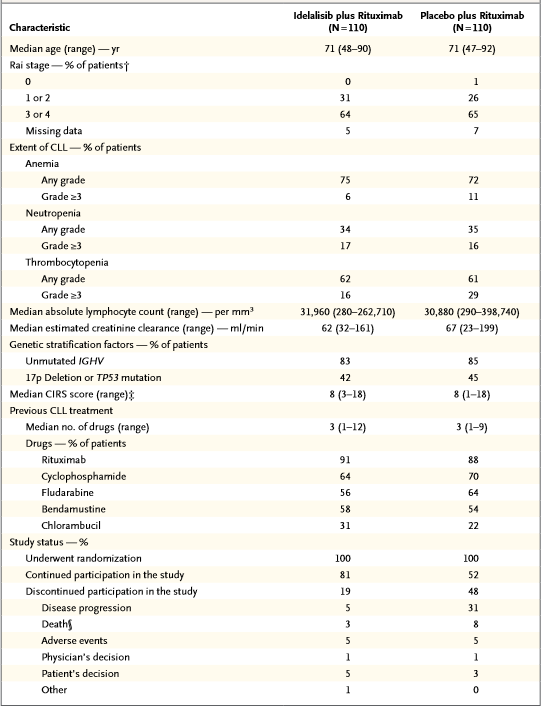 Characteristic Idelalisib plus Rituximab (N=110) Placebo plus Rituximab (N=110)
Median age (range) — yr 71 (48–90) 71 (47–92)
Rai stage — % of patients†
0 0 1
1 or 2 31 26
3 or 4 64 65
Missing data 5 7
Extent of CLL — % of patients
Anemia
Any grade 75 72
Grade ≥3 6 11
Neutropenia
Any grade 34 35
Grade ≥3 17 16
Thrombocytopenia
Any grade 62 61
Grade ≥3 16 29
Median absolute lymphocyte count (range) — per mm³ 31,960 (280–262,710) 30,880 (290–398,740)
Median estimated creatinine clearance (range) — ml/min 62 (32–161) 67 (23–199)
Genetic stratification factors — % of patients
Unmutated IGHV 83 85
17p Deletion or TP53 mutation 42 45
Median CIRS score (range)‡ 8 (3–18) 8 (1–18)
Previous CLL treatment
Median no. of drugs (range) 3 (1–12) 3 (1–9)
Drugs — % of patients
Rituximab 91 88
Cyclophosphamide 64 70
Fludarabine 56 64
Bendamustine 58 54
Chlorambucil 31 22
Study status — %
Underwent randomization 100 100
Continued participation in the study 81 52
Discontinued participation in the study 19 48
Disease progression 5 31
Death§ 3 8
Adverse events 5 5
Physician's decision 1 1
Patient's decision 5 3
Other 1 0